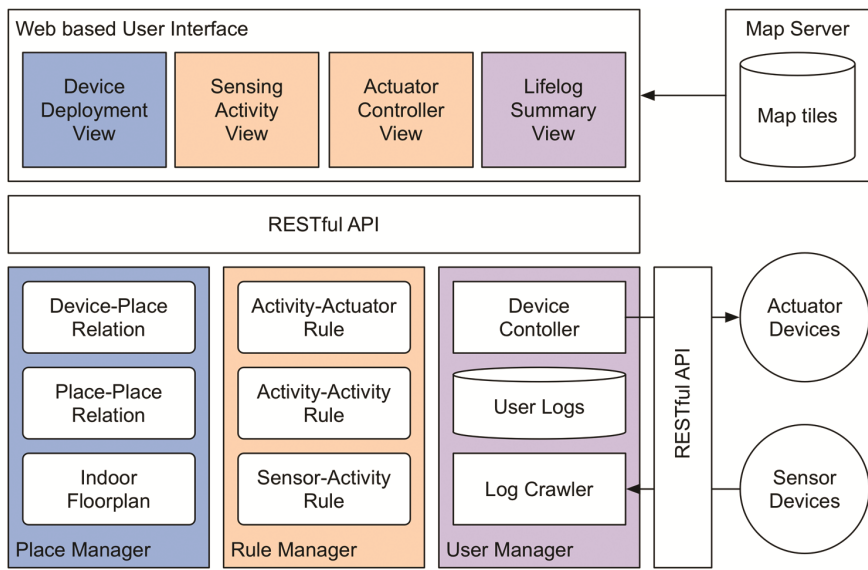 Web based User Interface
Device
Deployment
View
Sensing
Activity
View
Actuator
Controller
View
Lifelog
Summary
View
Map Server
Map tiles
RESTful API
Device-Place
Relation
Place-Place
Relation
Indoor
Floorplan
Place Manager
Activity-Actuator
Rule
Activity-Activity
Rule
Sensor-Activity
Rule
Rule Manager
Device
Contoller
User Logs
Log Crawler
User Manager
RESTful API
Actuator
Devices
Sensor
Devices